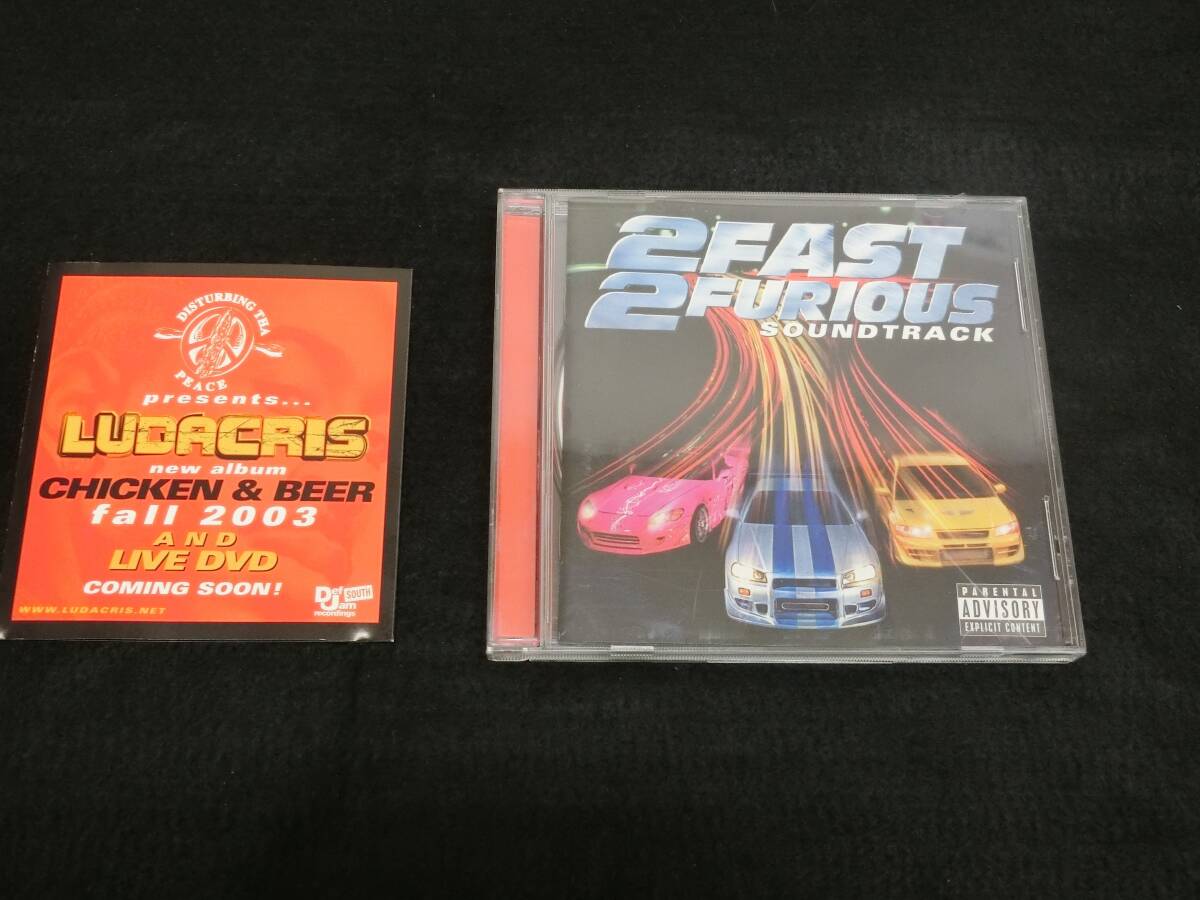 DISTURBING THA
PEACE
presents...
LUDACRIS
new album
CHICKEN & BEER
fall 2003
AND
LIVE DVD
COMING SOON!
WWW.LUDACRIS.NET
Def SOUTH
Jam
recordings
2FAST
2FURIOUS
SOUNDTRACK
PARENTAL
ADVISORY
EXPLICIT CONTENT